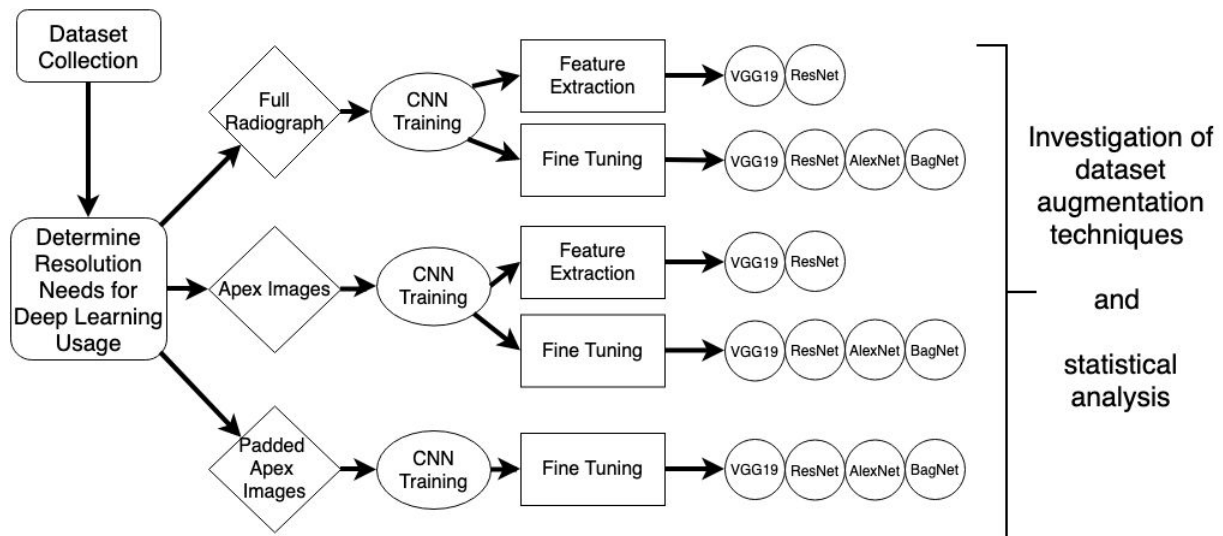 Dataset
Collection
Determine
Resolution
Needs for
Deep Learning
Usage
Full
Radiograph
CNN
Training
Feature
Extraction
VGG19 ResNet
Fine Tuning
VGG19 ResNet AlexNet BagNet
Apex Images
CNN
Training
Feature
Extraction
VGG19 ResNet
Fine Tuning
VGG19 ResNet AlexNet BagNet
Padded
Apex
Images
CNN
Training
Fine Tuning
VGG19 ResNet AlexNet BagNet
Investigation of
dataset
augmentation
techniques
and
statistical
analysis